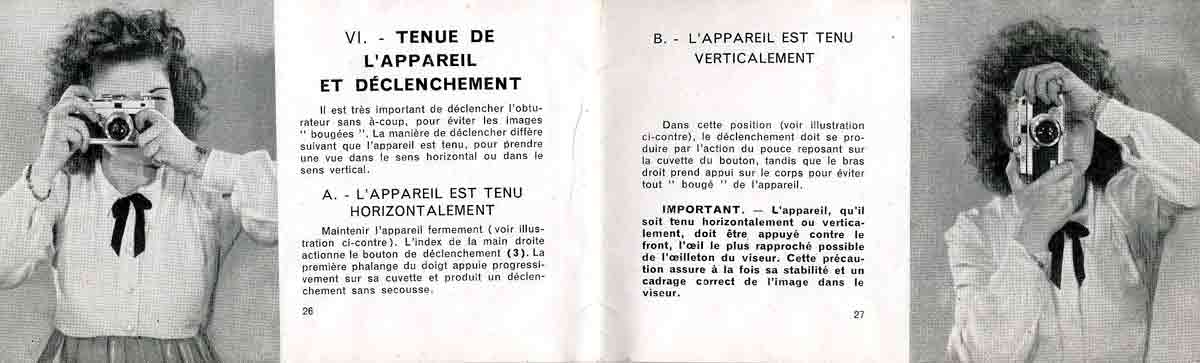 VI. - TENUE DE
L'APPAREIL
ET DÉCLENCHEMENT
Il est très important de déclencher l'obtu-
rateur sans à-coup, pour éviter les images
" bougées ". La manière de déclencher diffère
suivant que l'appareil est tenu, pour prendre
une vue dans le sens horizontal ou dans le
sens vertical.
A. - L'APPAREIL EST TENU
HORIZONTALEMENT
Maintenir l'appareil fermement (voir illus-
tration ci-contre). L'index de la main droite
actionne le bouton de déclenchement (3). La
première phalange du doigt appuie progressi-
vement sur sa cuvette et produit un déclen-
chement sans secousse.
26
B. - L'APPAREIL EST TENU
VERTICALEMENT
Dans cette position (voir illustration
ci-contre), le déclenchement doit se pro-
duire par l'action du pouce reposant sur
la cuvette du bouton, tandis que le bras
droit prend appui sur le corps pour éviter
tout " bougé " de l'appareil.
IMPORTANT. — L'appareil, qu'il
soit tenu horizontalement ou vertica-
lement, doit être appuyé contre le
front, l'œil le plus rapproché possible
de l'œilleton du viseur. Cette précau-
tion assure à la fois sa stabilité et un
cadrage correct de l'image dans le
viseur.
27